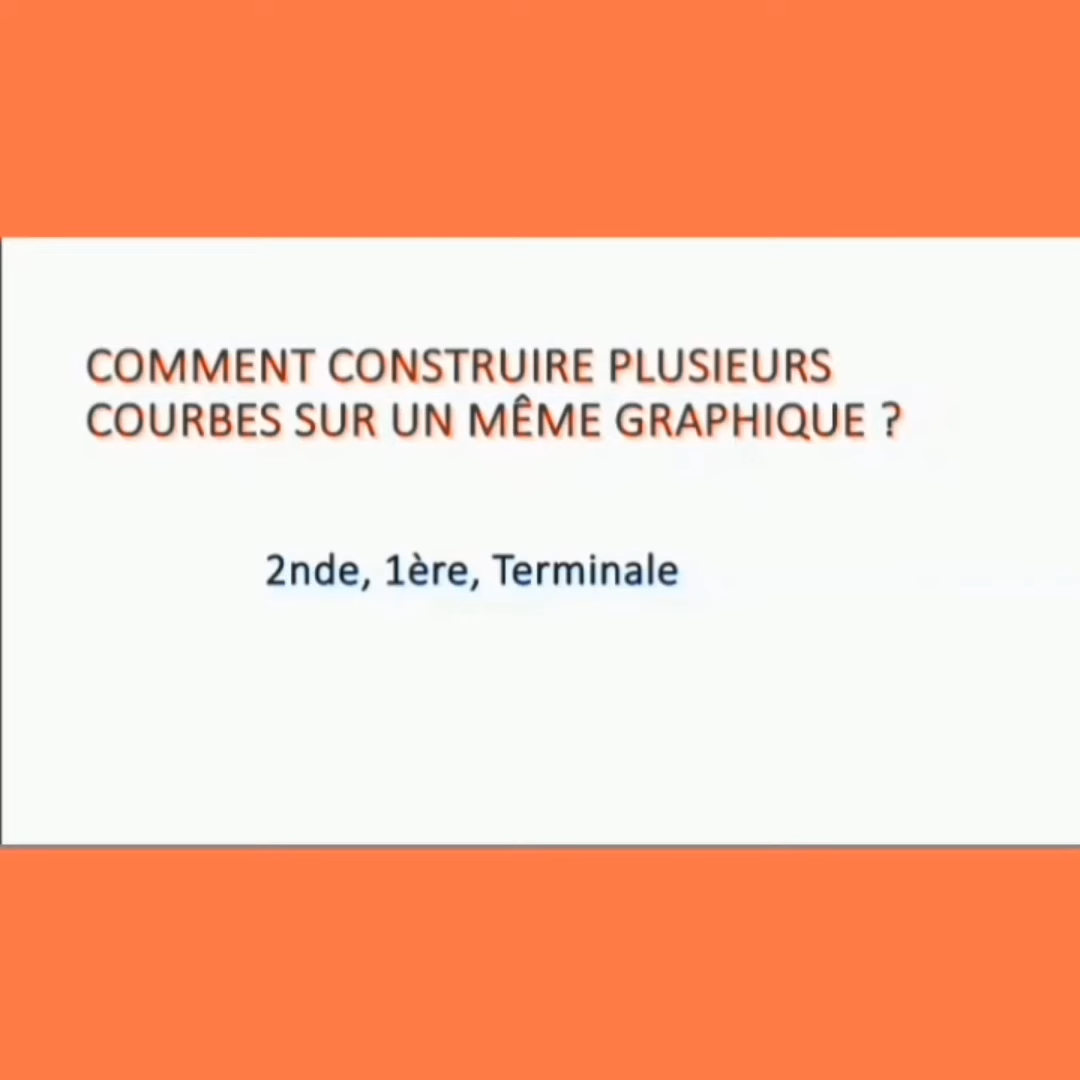 COMMENT CONSTRUIRE PLUSIEURS
COURBES SUR UN MÊME GRAPHIQUE ?
2nde, 1ère, Terminale